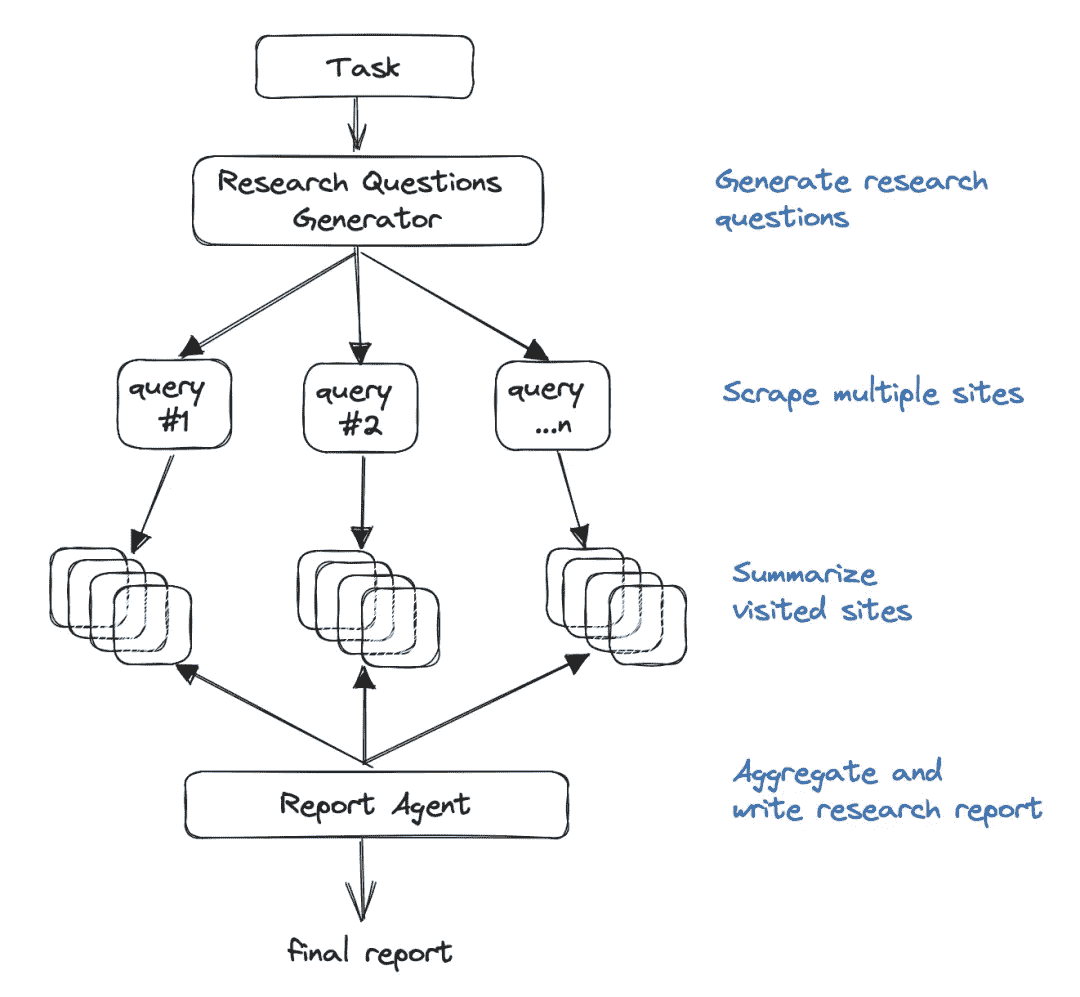 Task
Research Questions
Generator
Generate research
questions
query
#1
query
#2
query
...n
Scrape multiple sites
Summarize
visited sites
Report Agent
Aggregate and
write research report
final report